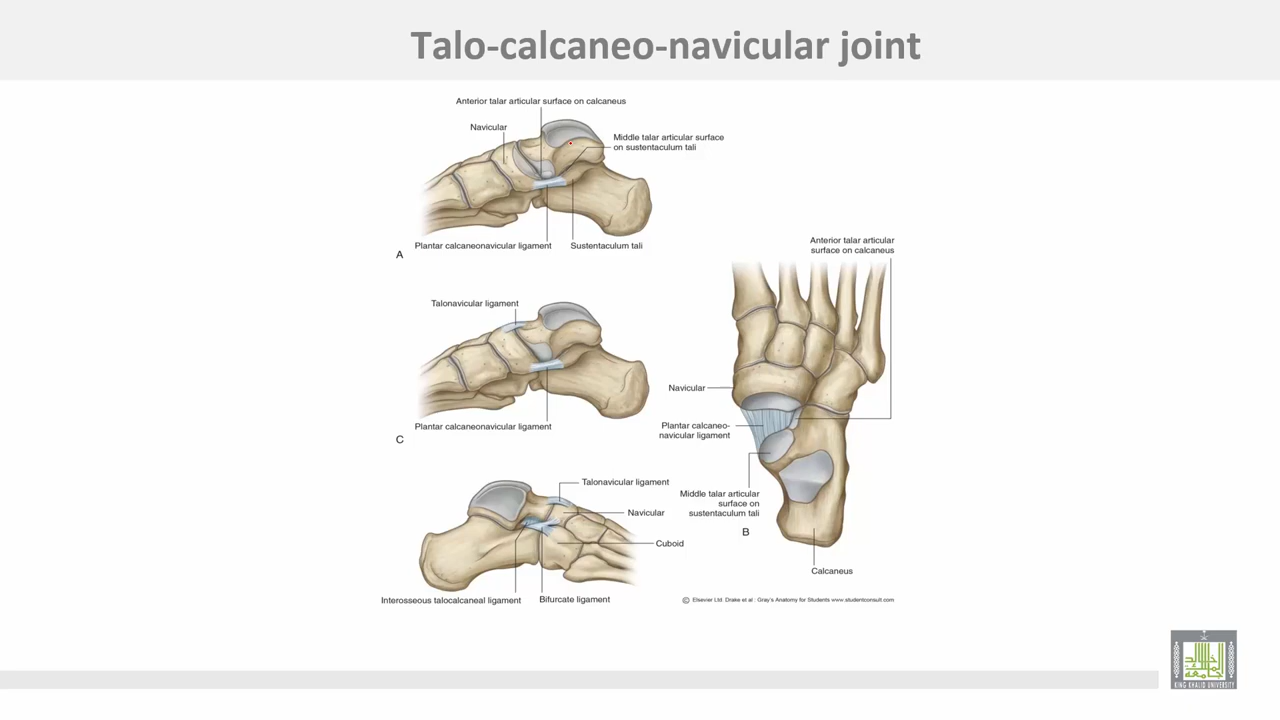 Talo-calcaneo-navicular joint
Anterior talar articular surface on calcaneus
Navicular
Middle talar articular surface
on sustentaculum tali
Plantar calcaneonavicular ligament
Sustentaculum tali
A
Talonavicular ligament
Plantar calcaneonavicular ligament
C
Talonavicular ligament
Navicular
Cuboid
Interosseous talocalcaneal ligament
Bifurcate ligament
Anterior talar articular
surface on calcaneus
Navicular
Plantar calcaneo-
navicular ligament
Middle talar articular
surface on
sustentaculum tali
B
Calcaneus
© Elsevier Ltd. Drake et al : Gray's Anatomy for Students www.studentconsult.com
KING KHALID UNIVERSITY